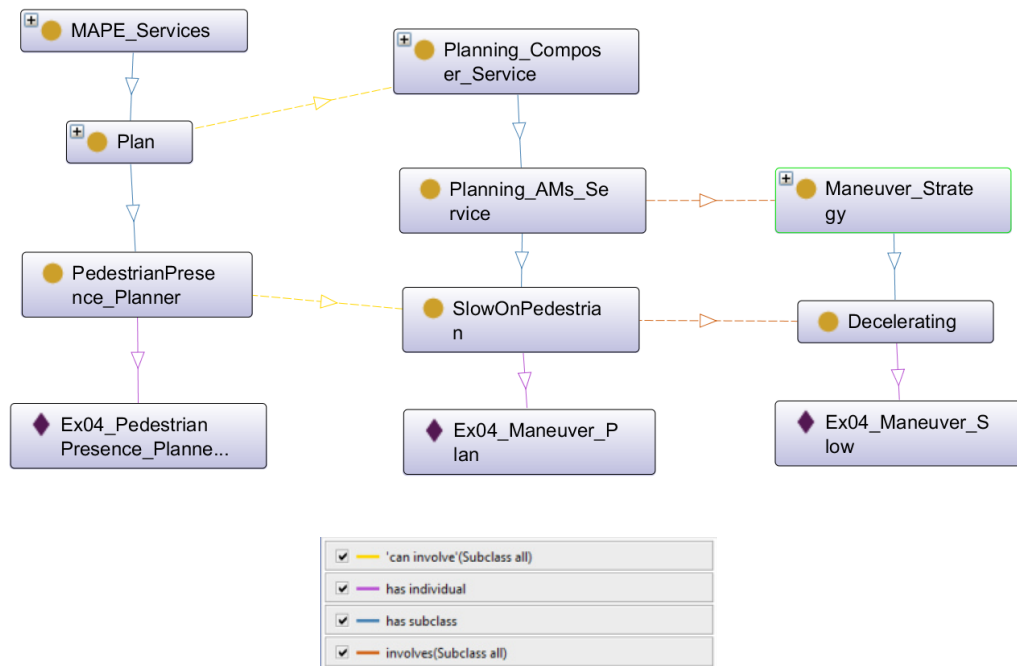 MAPE_Services
Planning_Compos
er_Service
Plan
Planning_AMs_Se
rvice
Maneuver_Strate
gy
PedestrianPrese
nce_Planner
SlowOnPedestria
n
Decelerating
Ex04_Pedestrian
Presence_Planne...
Ex04_Maneuver_P
lan
Ex04_Maneuver_S
low
'can involve'(Subclass all)
has individual
has subclass
involves(Subclass all)